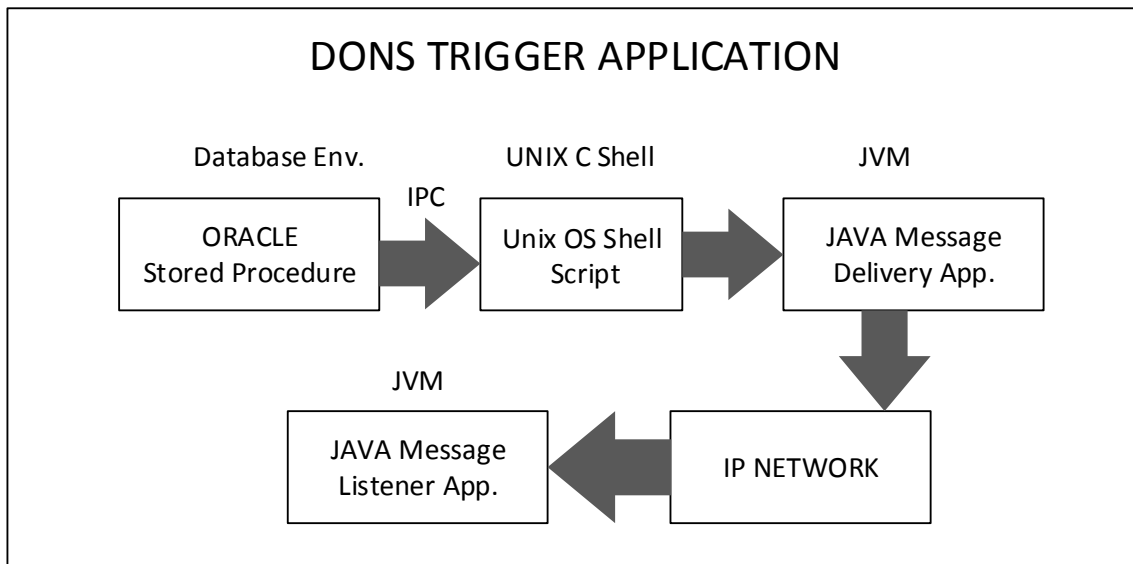 DONS TRIGGER APPLICATION
Database Env.
IPC
UNIX C Shell
JVM
ORACLE
Stored Procedure
Unix OS Shell
Script
JAVA Message
Delivery App.
JVM
JAVA Message
Listener App.
IP NETWORK